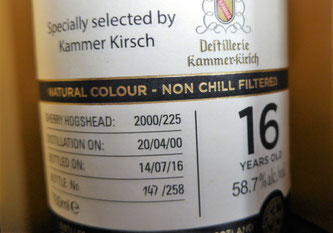 Specially selected by
Kammer Kirsch
Destillerie
Kammer-Kirsch
NATURAL COLOUR - NON CHILL FILTERED
SHERRY HOGSHEAD: 2000/225
DISTILLATION ON: 20/04/00
BOTTLED ON: 14/07/16
BOTTLE No 147 /258
700ml e
16
YEARS OLD
58.7% alc.